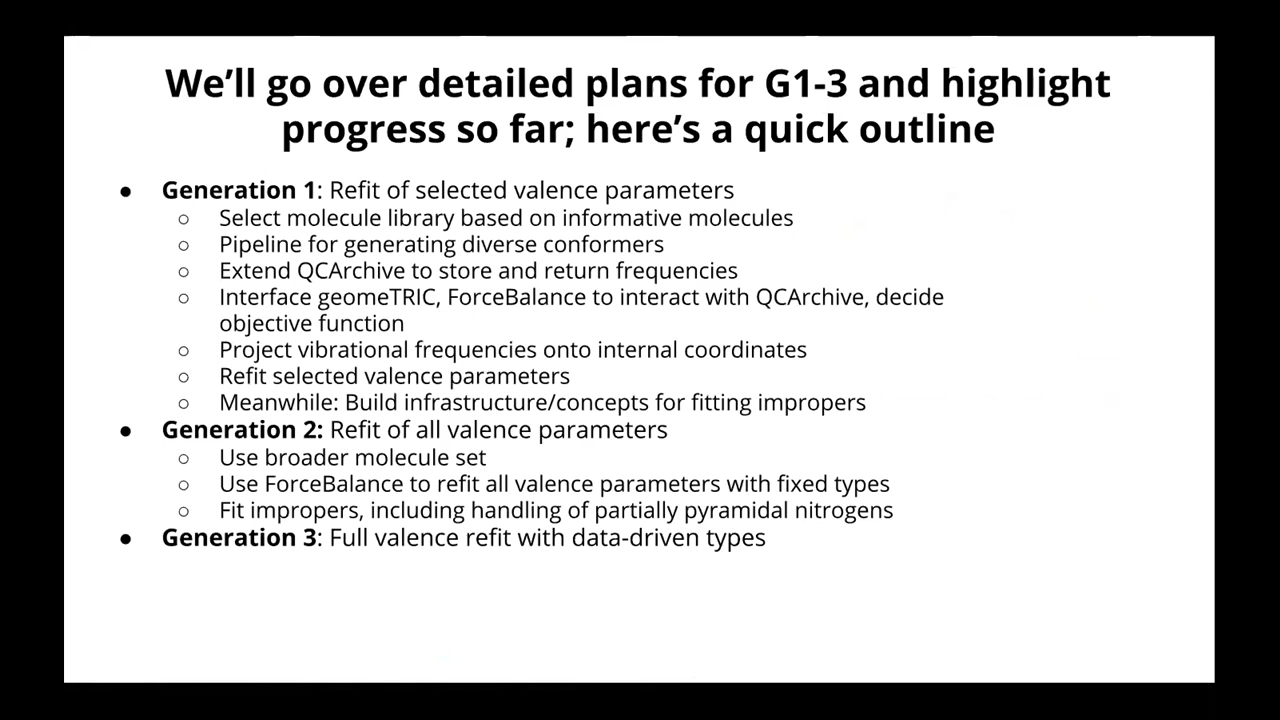 We’ll go over detailed plans for G1-3 and highlight
progress so far; here’s a quick outline
● Generation 1: Refit of selected valence parameters
○ Select molecule library based on informative molecules
○ Pipeline for generating diverse conformers
○ Extend QCArchive to store and return frequencies
○ Interface geomeTRIC, ForceBalance to interact with QCArchive, decide
objective function
○ Project vibrational frequencies onto internal coordinates
○ Refit selected valence parameters
○ Meanwhile: Build infrastructure/concepts for fitting impropers
● Generation 2: Refit of all valence parameters
○ Use broader molecule set
○ Use ForceBalance to refit all valence parameters with fixed types
○ Fit impropers, including handling of partially pyramidal nitrogens
● Generation 3: Full valence refit with data-driven types